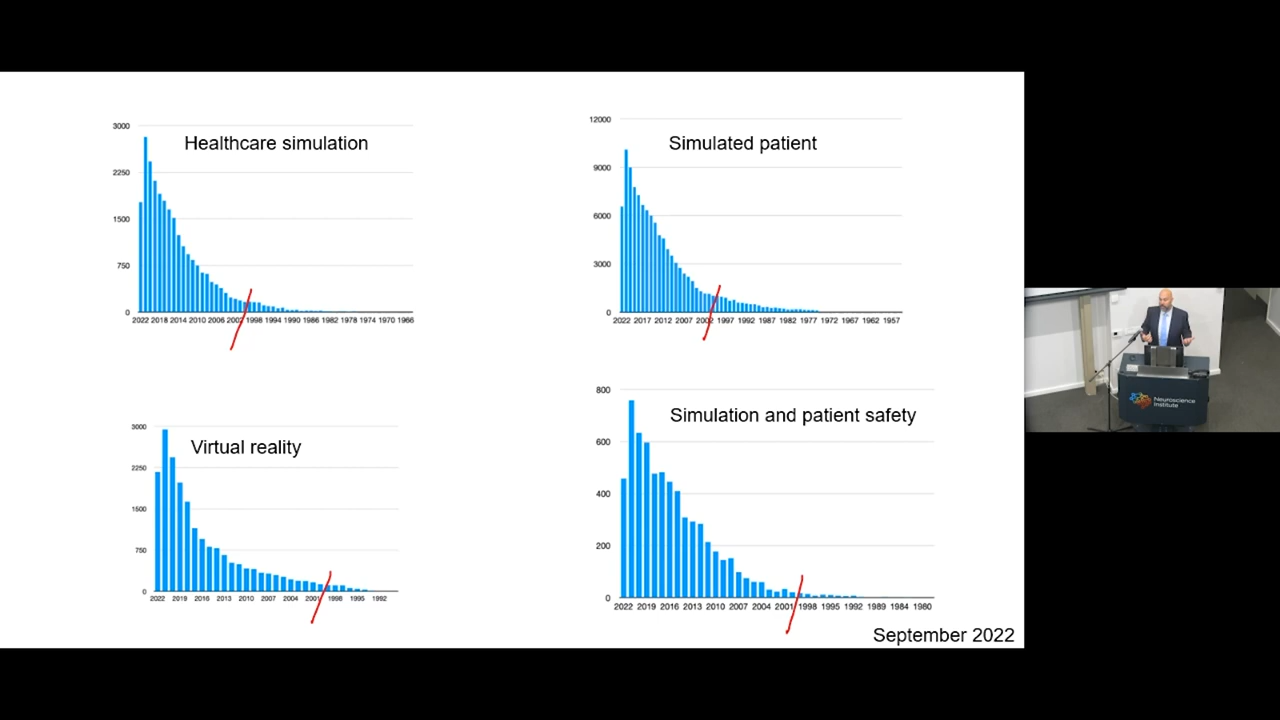 Healthcare simulation
3000
2250
1500
750
0
2022 2018 2014 2010 2006 2002 1998 1994 1990 1986 1982 1978 1974 1970 1966
Simulated patient
12000
9000
6000
3000
0
2022 2017 2012 2007 2002 1997 1992 1987 1982 1977 1972 1967 1962 1957
Virtual reality
3000
2250
1500
750
0
2022 2019 2016 2013 2010 2007 2004 2001 1998 1995 1992
Simulation and patient safety
800
600
400
200
0
2022 2019 2016 2013 2010 2007 2004 2001 1998 1995 1992 1989 1984 1980
September 2022
Neuroscience
Institute